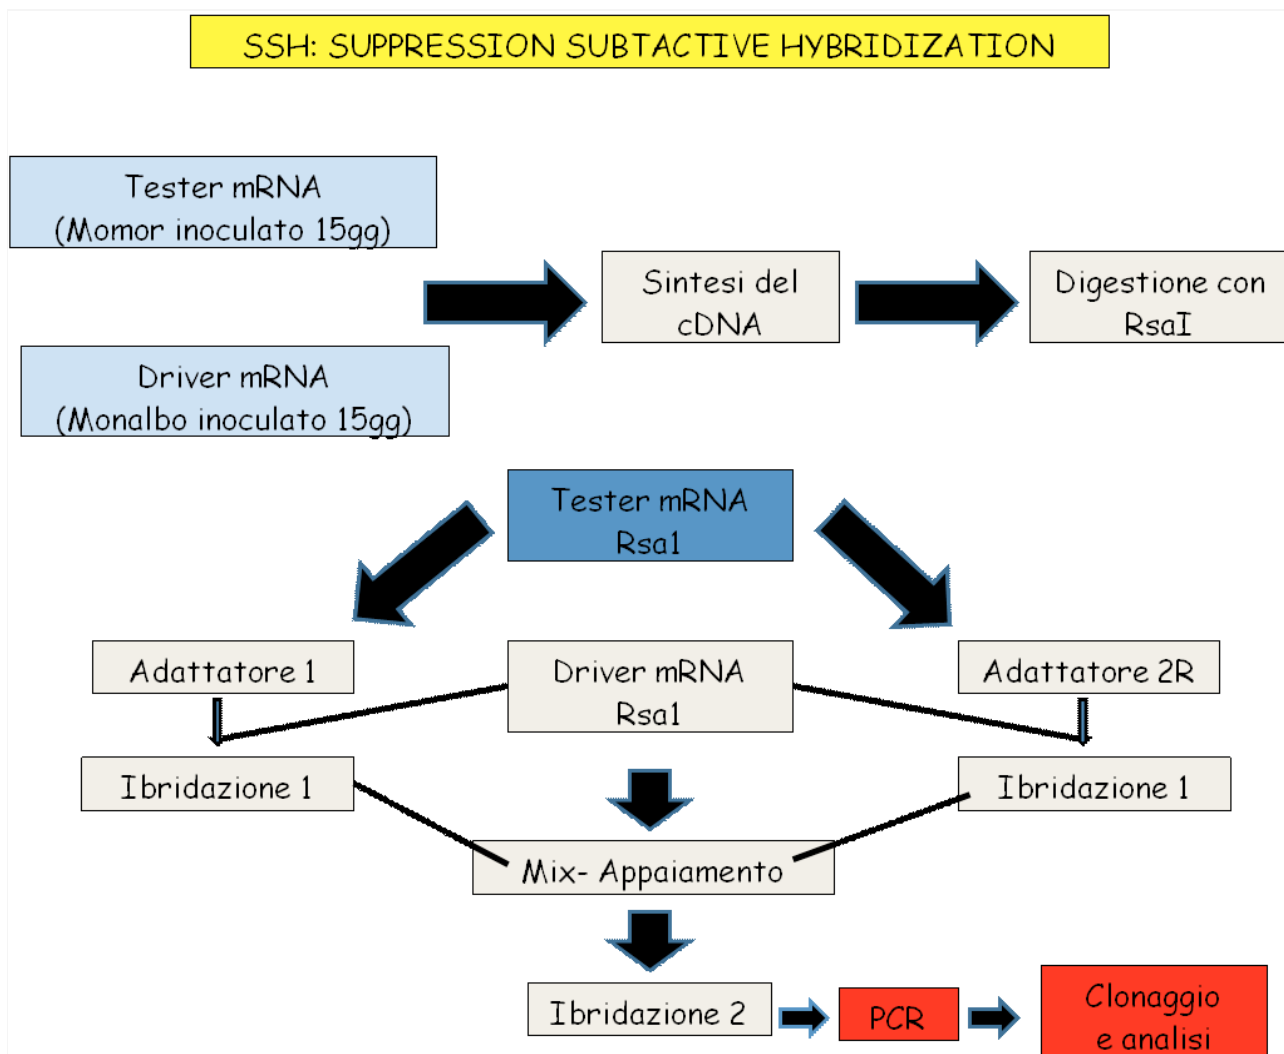 SSH: SUPPRESSION SUBTACTIVE HYBRIDIZATION
Tester mRNA
(Momor inoculato 15gg)
Sintesi del
cDNA
Digestione con
RsaI
Driver mRNA
(Monalbo inoculato 15gg)
Tester mRNA
Rsa1
Adattatore 1
Driver mRNA
Rsa1
Adattatore 2R
Ibridazione 1
Ibridazione 1
Mix- Appaiamento
Ibridazione 2
PCR
Clonaggio
e analisi